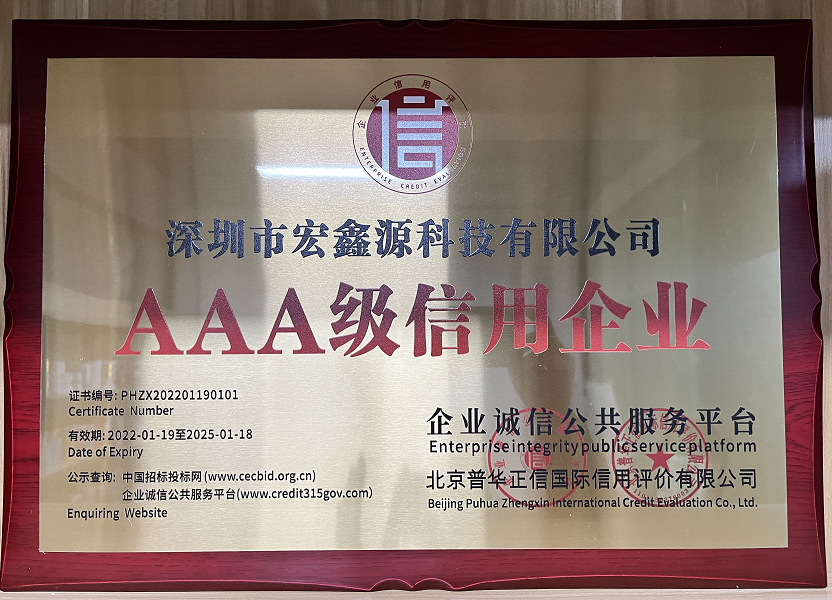 企业信用评价
ENTERPRISE CREDIT EVALUATION
信
深圳市宏鑫源科技有限公司
AAA级信用企业
证书编号: PHZX202201190101
Certificate Number
有效期: 2022-01-19至2025-01-18
Date of Expiry
公示查询: 中国招标投标网 (www.cecbid.org.cn)
企业诚信公共服务平台(www.credit315gov.com)
Enquiring Website
企业诚信公共服务平台
Enterprise integrity public service platform
北京普华正信国际信用评价有限公司
Beijing Puhua Zhengxin International Credit Evaluation Co., Ltd.